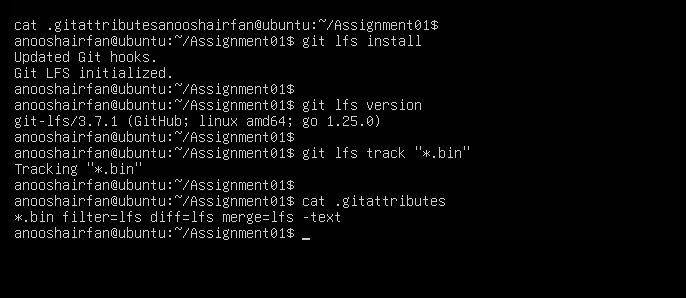 cat .gitattributesanooshairfan@ubuntu:~/Assignment01$
anooshairfan@ubuntu:~/Assignment01$ git lfs install
Updated Git hooks.
Git LFS initialized.
anooshairfan@ubuntu:~/Assignment01$
anooshairfan@ubuntu:~/Assignment01$ git lfs version
git-lfs/3.7.1 (GitHub; linux amd64; go 1.25.0)
anooshairfan@ubuntu:~/Assignment01$
anooshairfan@ubuntu:~/Assignment01$ git lfs track "*.bin"
Tracking "*.bin"
anooshairfan@ubuntu:~/Assignment01$
anooshairfan@ubuntu:~/Assignment01$ cat .gitattributes
*.bin filter=lfs diff=lfs merge=lfs -text
anooshairfan@ubuntu:~/Assignment01$ _